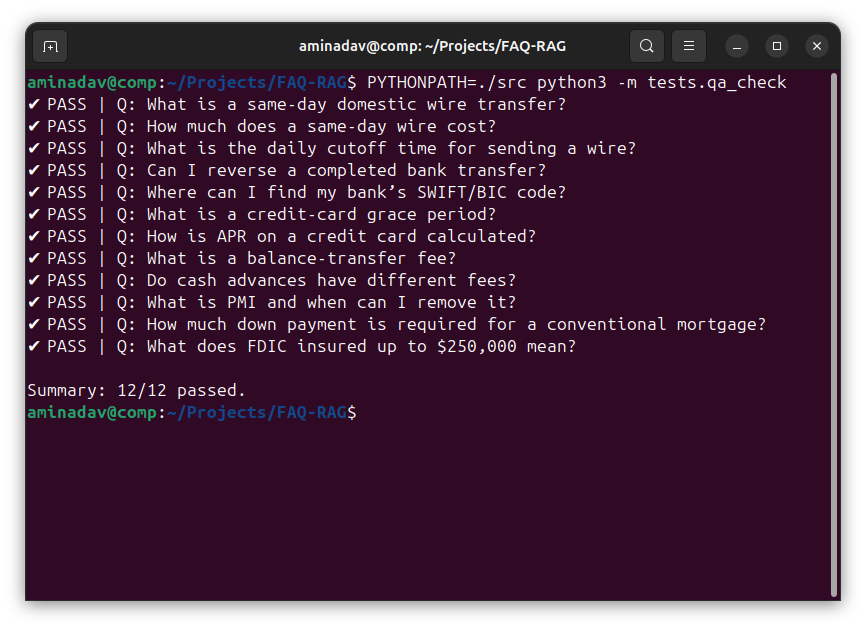 aminadav@comp: ~/Projects/FAQ-RAG
aminadav@comp:~/Projects/FAQ-RAG$ PYTHONPATH=./src python3 -m tests.qa_check
✔ PASS | Q: What is a same-day domestic wire transfer?
✔ PASS | Q: How much does a same-day wire cost?
✔ PASS | Q: What is the daily cutoff time for sending a wire?
✔ PASS | Q: Can I reverse a completed bank transfer?
✔ PASS | Q: Where can I find my bank’s SWIFT/BIC code?
✔ PASS | Q: What is a credit-card grace period?
✔ PASS | Q: How is APR on a credit card calculated?
✔ PASS | Q: What is a balance-transfer fee?
✔ PASS | Q: Do cash advances have different fees?
✔ PASS | Q: What is PMI and when can I remove it?
✔ PASS | Q: How much down payment is required for a conventional mortgage?
✔ PASS | Q: What does FDIC insured up to $250,000 mean?
Summary: 12/12 passed.
aminadav@comp:~/Projects/FAQ-RAG$